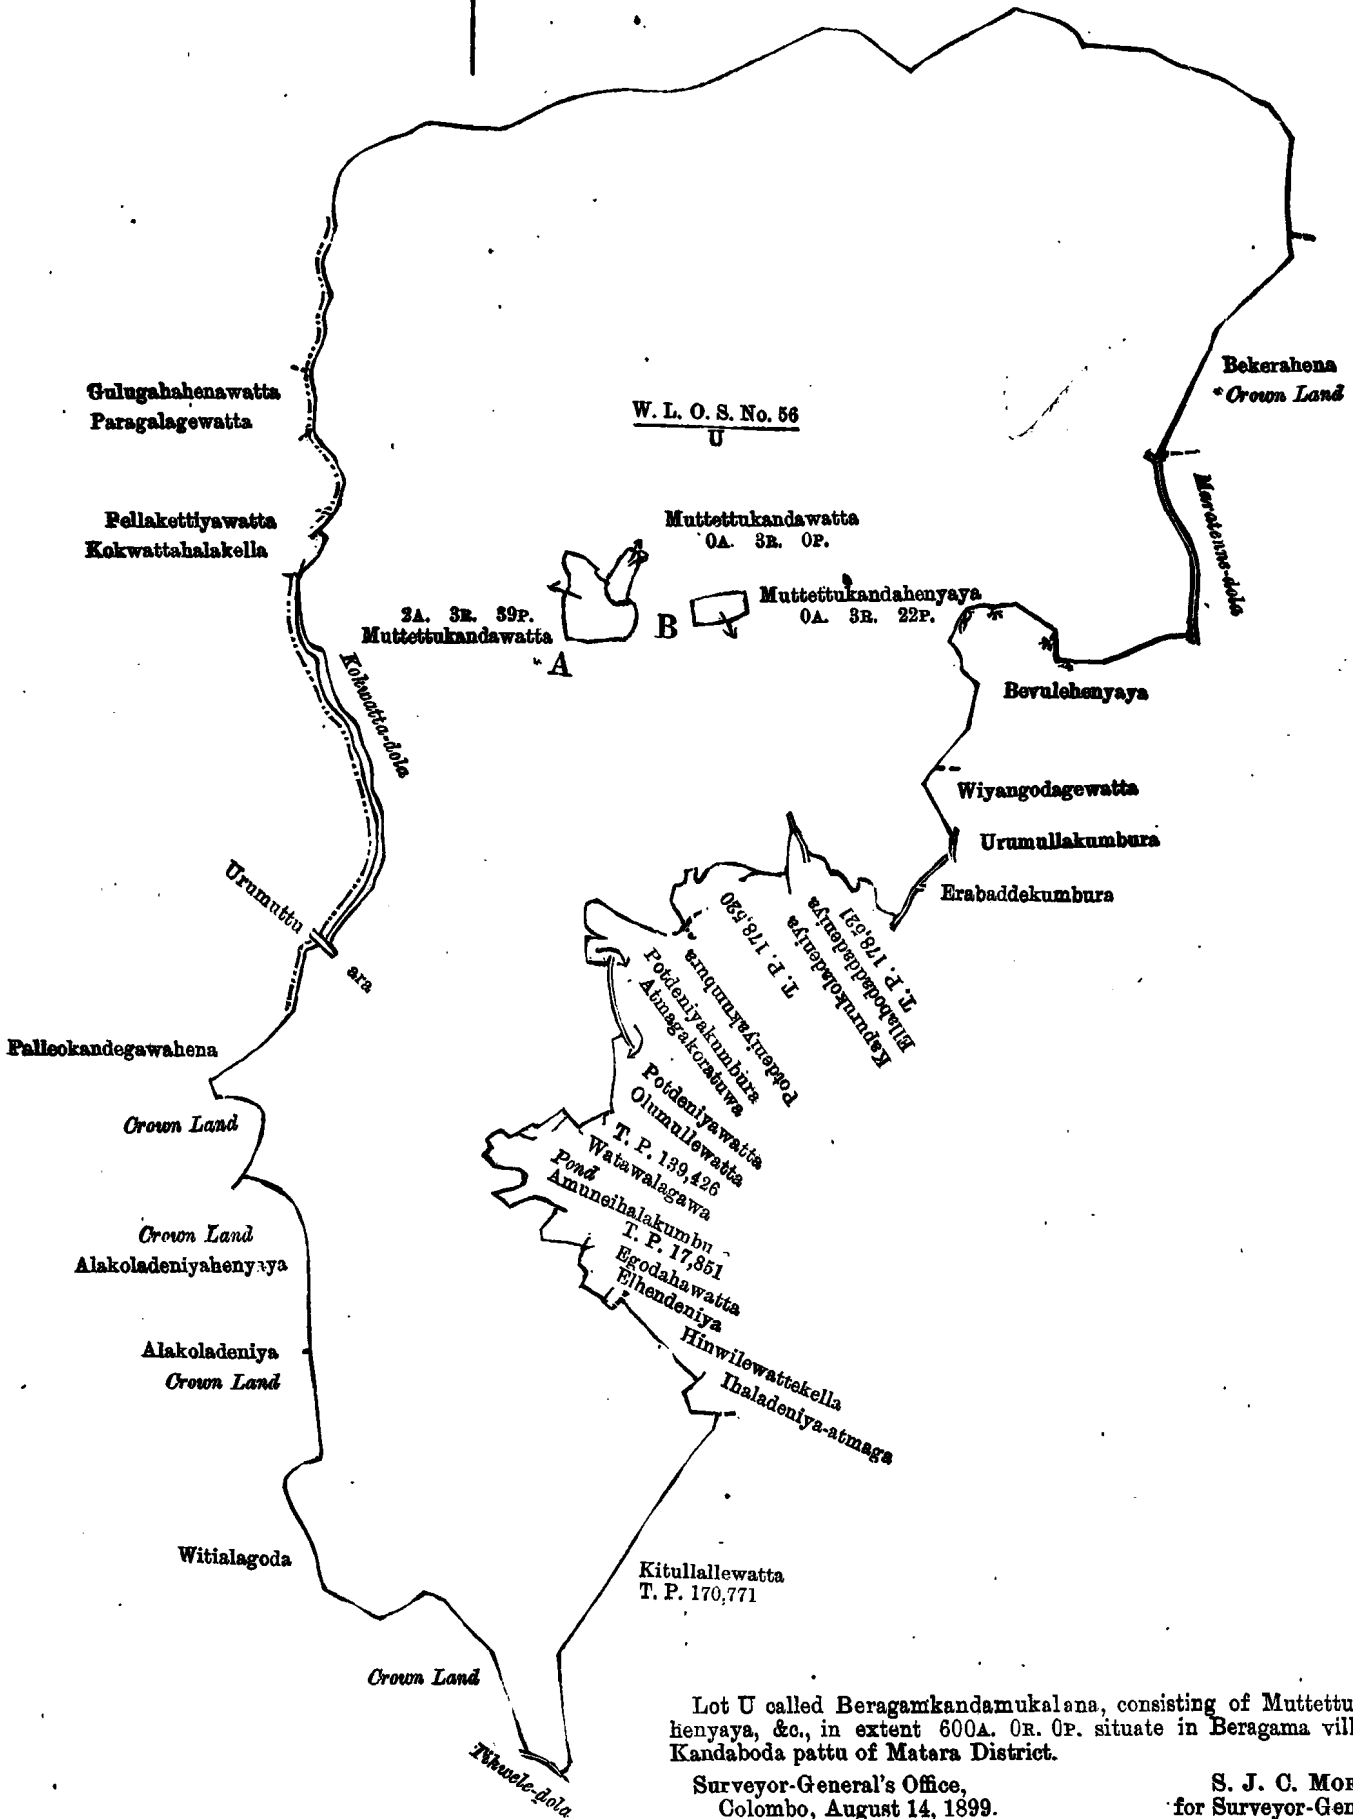 Gulugahahenawatta
Paragalagewatta
Bekerahena
Crown Land
W. L. O. S. No. 56
U
Maratenne-dola
Pellakettiyawatta
Kokwattahalakella
Muttettukandawatta
0A. 3R. 0P.
2A. 3R. 39P.
Muttettukandawatta
A
B
Muttettukandahenyaya
0A. 3R. 22P.
Kokwatta-dola
Bevulehenyaya
Wiyangodagewatta
Urumullakumbura
Erabaddekumbura
Urumuttu
ara
T. P. 178,520
Kapurukoladeniya
Ellabodaddadeniya
T. P. 178,521
Potdeniyakumbura
Potdeniyakumbura
Atmagakoratuwa
Palleokandegawahena
Crown Land
Potdeniyawatta
Olumullewatta
T. P. 139,426
Watawalagawa
Pond
Amuneihalakumbu
T. P. 17,851
Egodahawatta
Elhendeniya
Crown Land
Alakoladeniyahenyaya
Alakoladeniya
Crown Land
Hinwilewattekella
Ihaladeniya-atmaga
Witialagoda
Kitullallewatta
T. P. 170,771
Crown Land
Lot U called Beragamkandamukalana, consisting of Muttettu
henyaya, &c., in extent 600A. 0R. 0P. situate in Beragama vill
Kandaboda pattu of Matara District.
Surveyor-General's Office,
Colombo, August 14, 1899.
S. J. C. Mor
for Surveyor-Gen